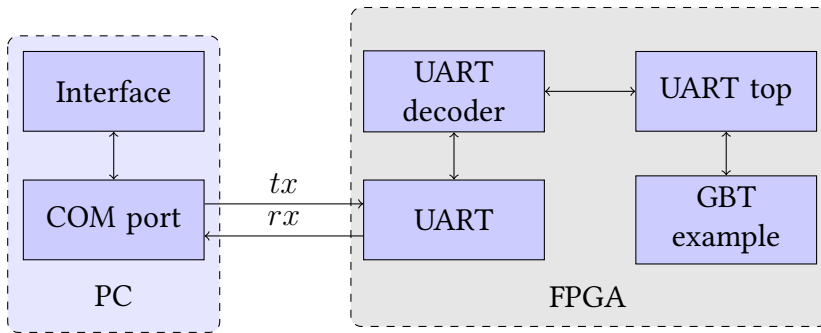 Interface
COM port
PC
tx
rx
UART
decoder
UART top
UART
GBT
example
FPGA